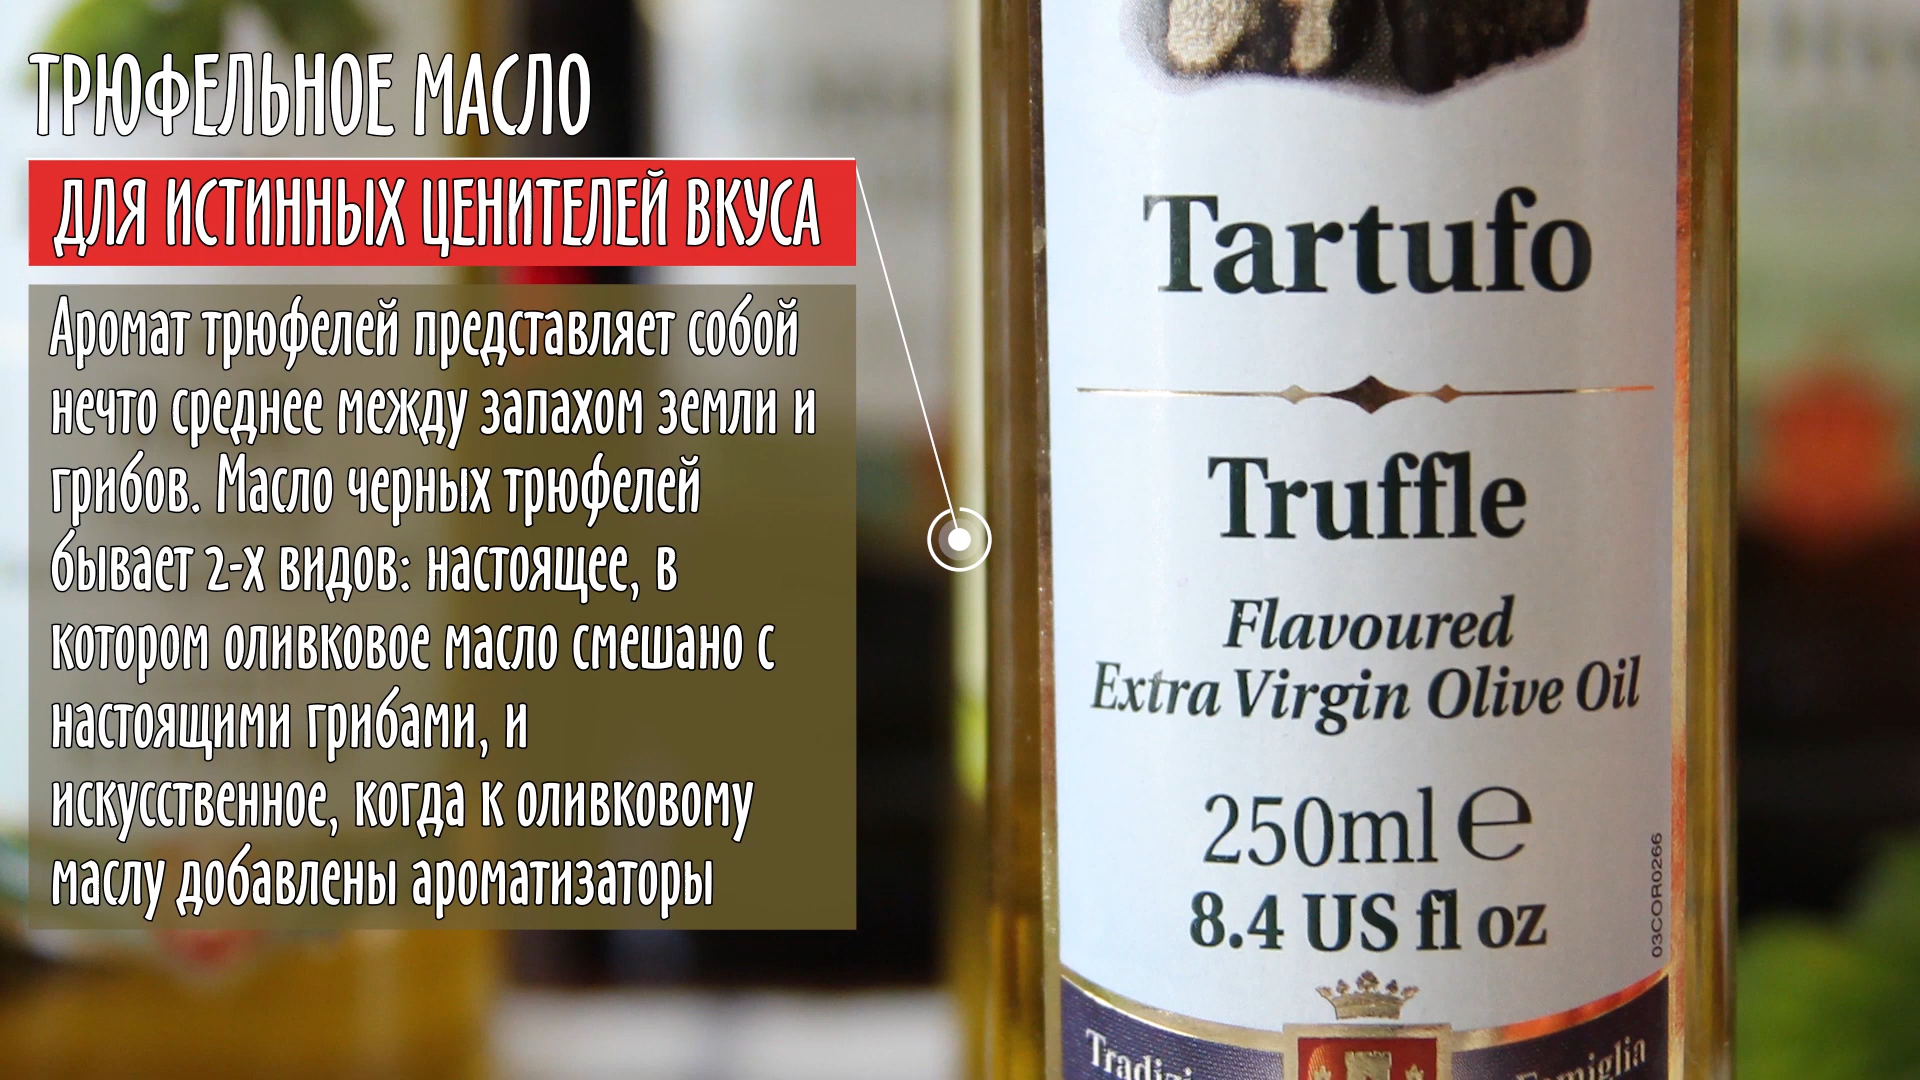 ТРЮФЕЛЬНОЕ МАСЛО
ДЛЯ ИСТИННЫХ ЦЕНИТЕЛЕЙ ВКУСА
Аромат трюфелей представляет собой
нечто среднее между запахом земли и
грибов. Масло черных трюфелей
бывает 2-х видов: настоящее, в
котором оливковое масло смешано с
настоящими грибами, и
искусственное, когда к оливковому
маслу добавлены ароматизаторы
Tartufo
Truffle
Flavoured
Extra Virgin Olive Oil
250ml ℮
8.4 US fl oz
03COR0266